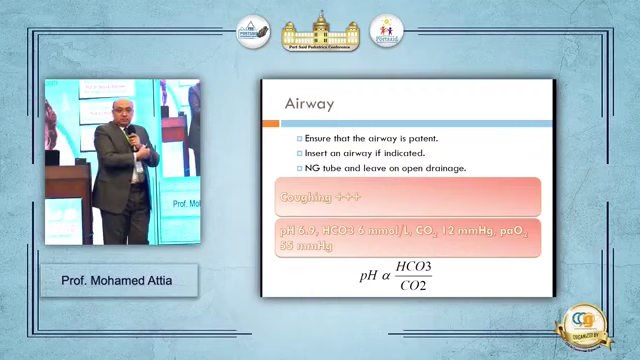 Port Said Pediatrics Conference
Airway
Ensure that the airway is patent.
Insert an airway if indicated.
NG tube and leave on open drainage.
Coughing +++
pH 6.9, HCO3 6 mmol/L, CO2 12 mmHg, paO2
55 mmHg
pH α HCO3
CO2
Prof. Mohamed Attia
ORGANIZED BY